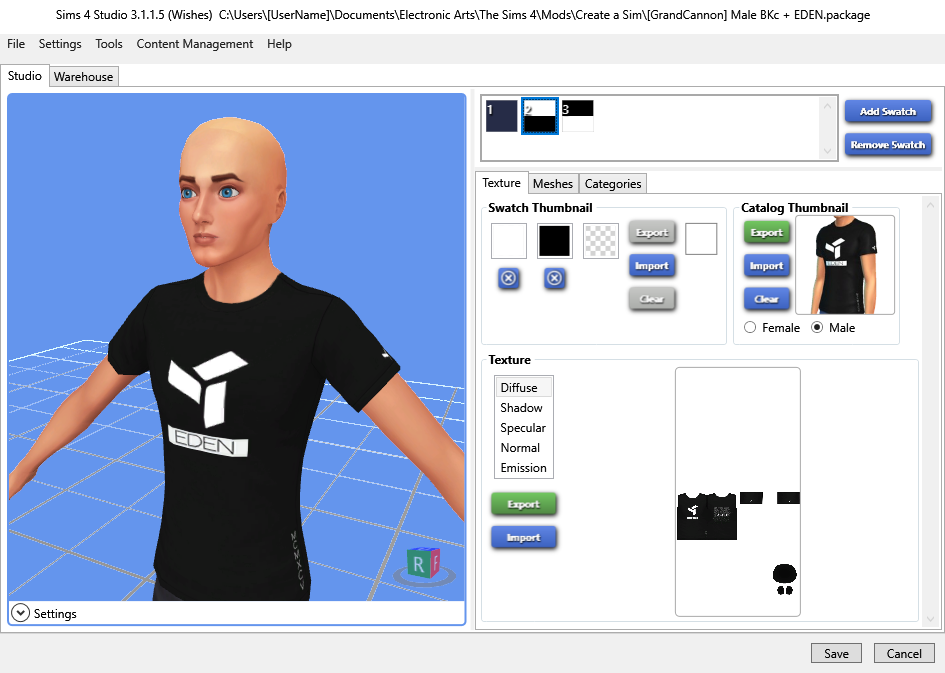 Sims 4 Studio 3.1.1.5 (Wishes)  C:\Users\[UserName]\Documents\Electronic Arts\The Sims 4\Mods\Create a Sim\[GrandCannon] Male BKc + EDEN.package
File Settings Tools Content Management Help
Studio Warehouse
1 2 3
Add Swatch
Remove Swatch
Texture Meshes Categories
Swatch Thumbnail
Export
Import
Clear
Catalog Thumbnail
Export
Import
Clear
EDEN
Female Male
Texture
Diffuse
Shadow
Specular
Normal
Emission
Export
Import
EDEN
R F
Settings
Save Cancel